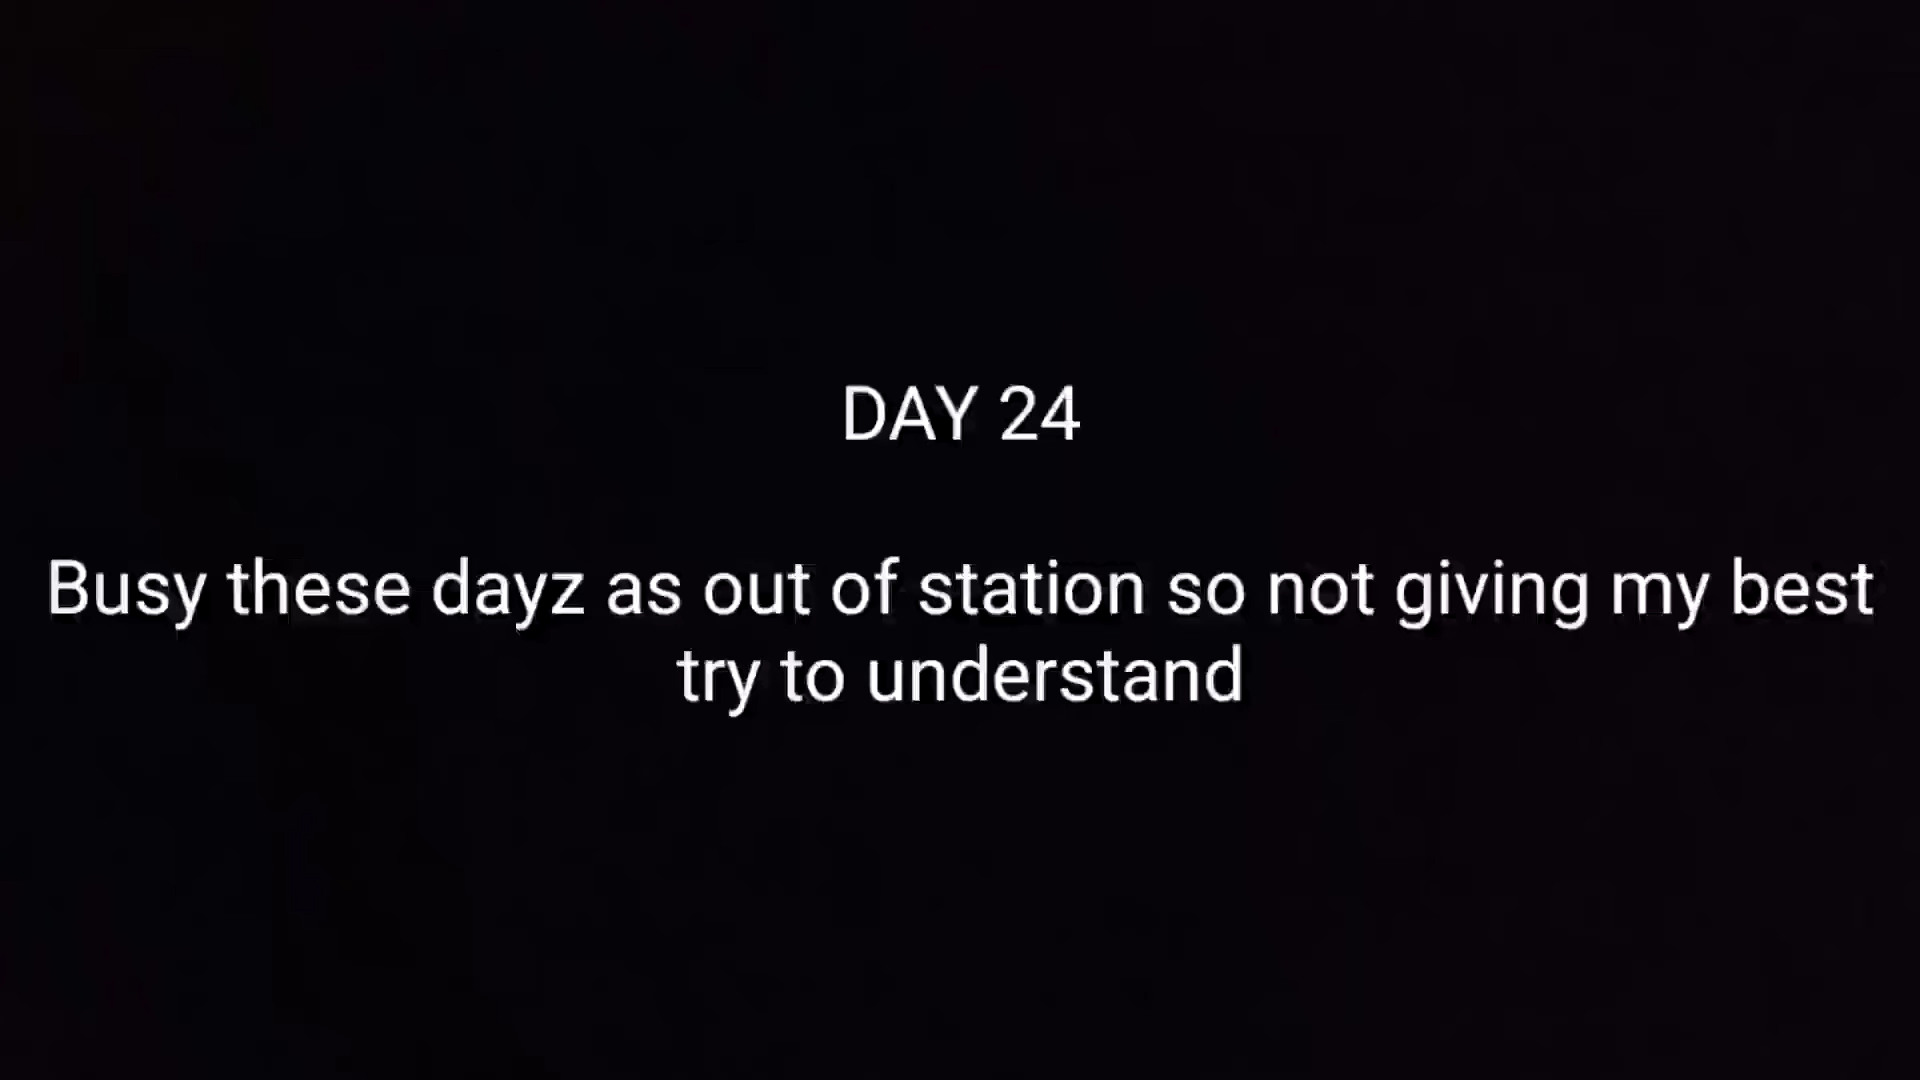 DAY 24
Busy these dayz as out of station so not giving my best
try to understand